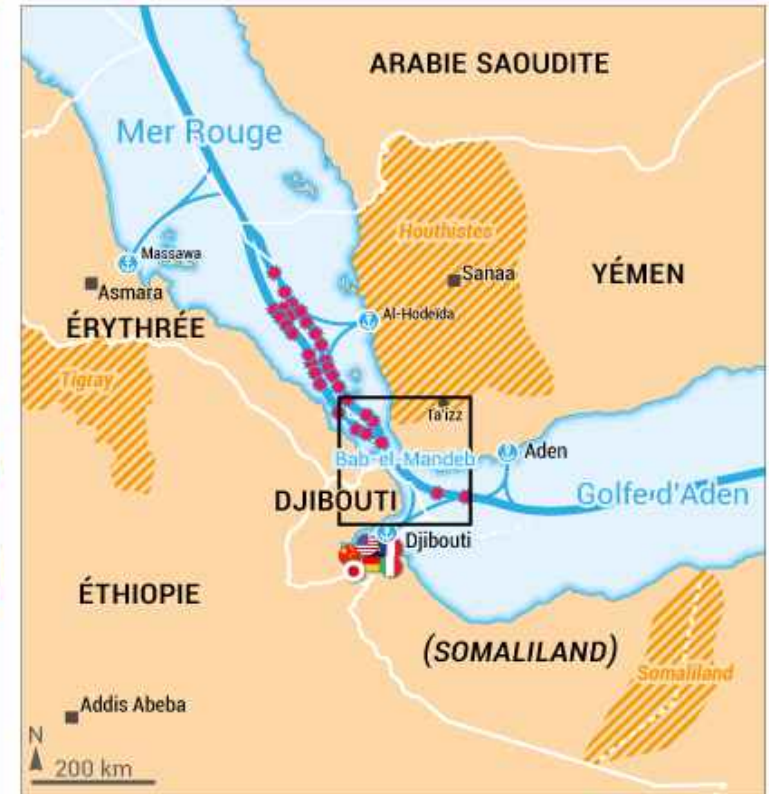 ARABIE SAOUDITE
Mer Rouge
Houthistes
Massawa
Sanaa
YÉMEN
Asmara
Al-Hodeïda
ÉRYTHRÉE
Tigray
Ta'izz
Aden
Bab-el-Mandeb
Golfe d'Aden
DJIBOUTI
Djibouti
ÉTHIOPIE
(SOMALILAND)
Somaliland
Addis Abeba
N
200 km